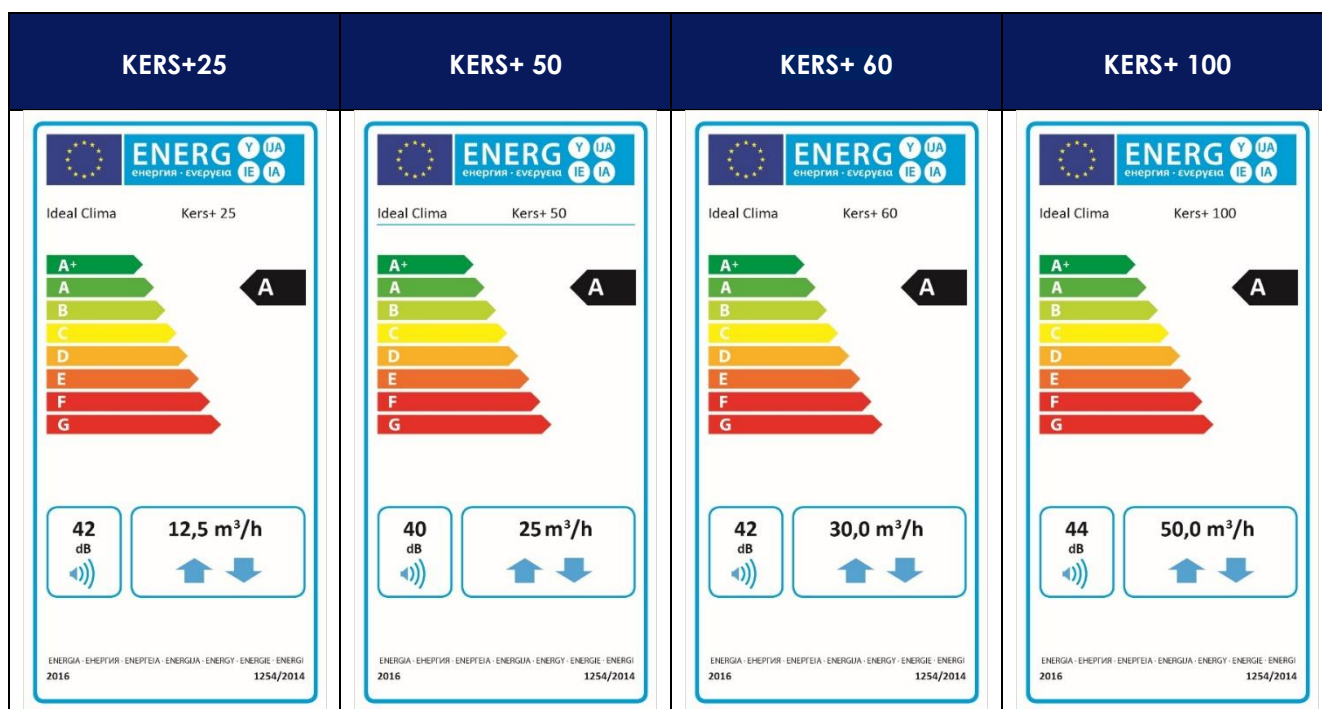 KERS+25
KERS+ 50
KERS+ 60
KERS+ 100
ENERG Y IJA
енергия · ενεργεια IE IA
Ideal Clima Kers+ 25
A+
A
B
C
D
E
F
G
A
42
dB
12,5 m³/h
ENERGIA · ЕНЕРГИЯ · ΕΝΕΡΓΕΙΑ · ENERGIJA · ENERGY · ENERGIE · ENERGI
2016 1254/2014
ENERG Y IJA
енергия · ενεργεια IE IA
Ideal Clima Kers+ 50
A+
A
B
C
D
E
F
G
A
40
dB
25 m³/h
ENERGIA · ЕНЕРГИЯ · ΕΝΕΡΓΕΙΑ · ENERGIJA · ENERGY · ENERGIE · ENERGI
2016 1254/2014
ENERG Y IJA
енергия · ενεργεια IE IA
Ideal Clima Kers+ 60
A+
A
B
C
D
E
F
G
A
42
dB
30,0 m³/h
ENERGIA · ЕНЕРГИЯ · ΕΝΕΡΓΕΙΑ · ENERGIJA · ENERGY · ENERGIE · ENERGI
2016 1254/2014
ENERG Y IJA
енергия · ενεργεια IE IA
Ideal Clima Kers+ 100
A+
A
B
C
D
E
F
G
A
44
dB
50,0 m³/h
ENERGIA · ЕНЕРГИЯ · ΕΝΕΡΓΕΙΑ · ENERGIJA · ENERGY · ENERGIE · ENERGI
2016 1254/2014